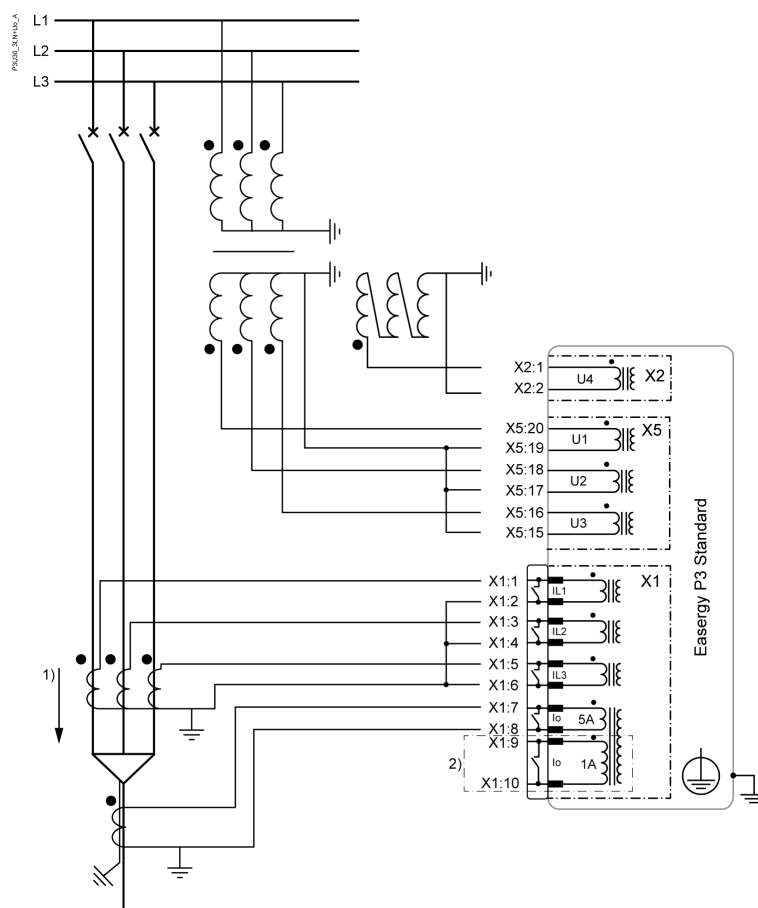 P3U30_3LN+Uo_A
L1
L2
L3
X2:1
X2:2
U4
X2
X5:20
X5:19
U1
X5
X5:18
X5:17
U2
X5:16
X5:15
U3
Easergy P3 Standard
X1:1
X1:2
IL1
X1
X1:3
X1:4
IL2
X1:5
X1:6
IL3
1)
X1:7
X1:8
Io
5A
X1:9
2)
Io
1A
X1:10